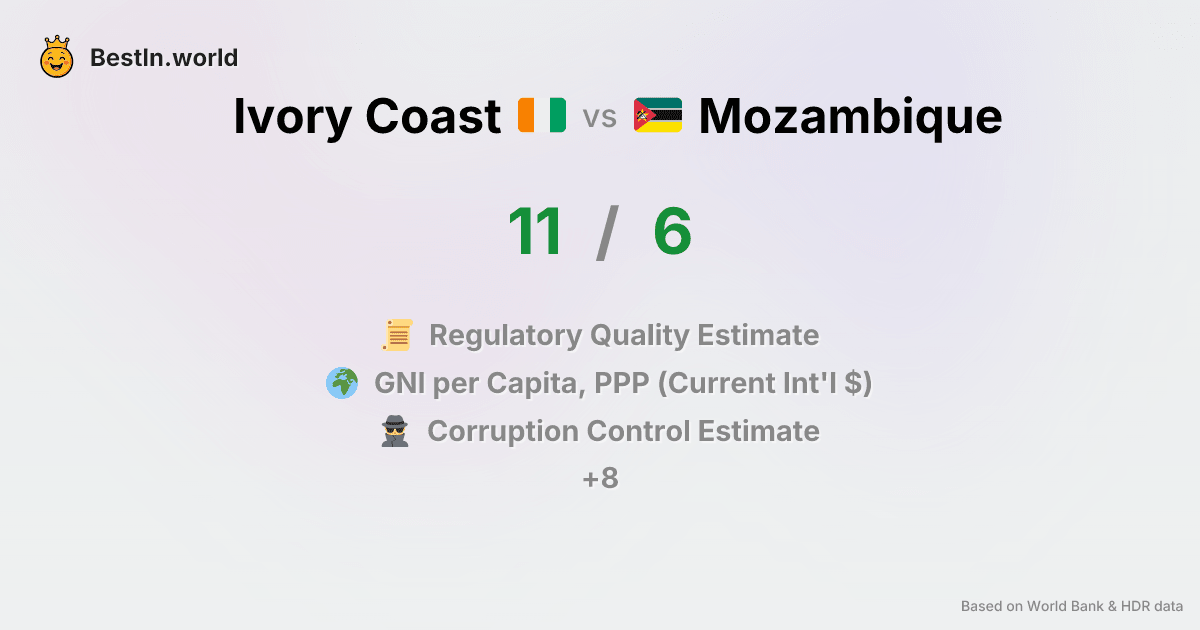 BestIn.world
Ivory Coast vs Mozambique
11 / 6
Regulatory Quality Estimate
GNI per Capita, PPP (Current Int'l $)
Corruption Control Estimate
+8
Based on World Bank & HDR data